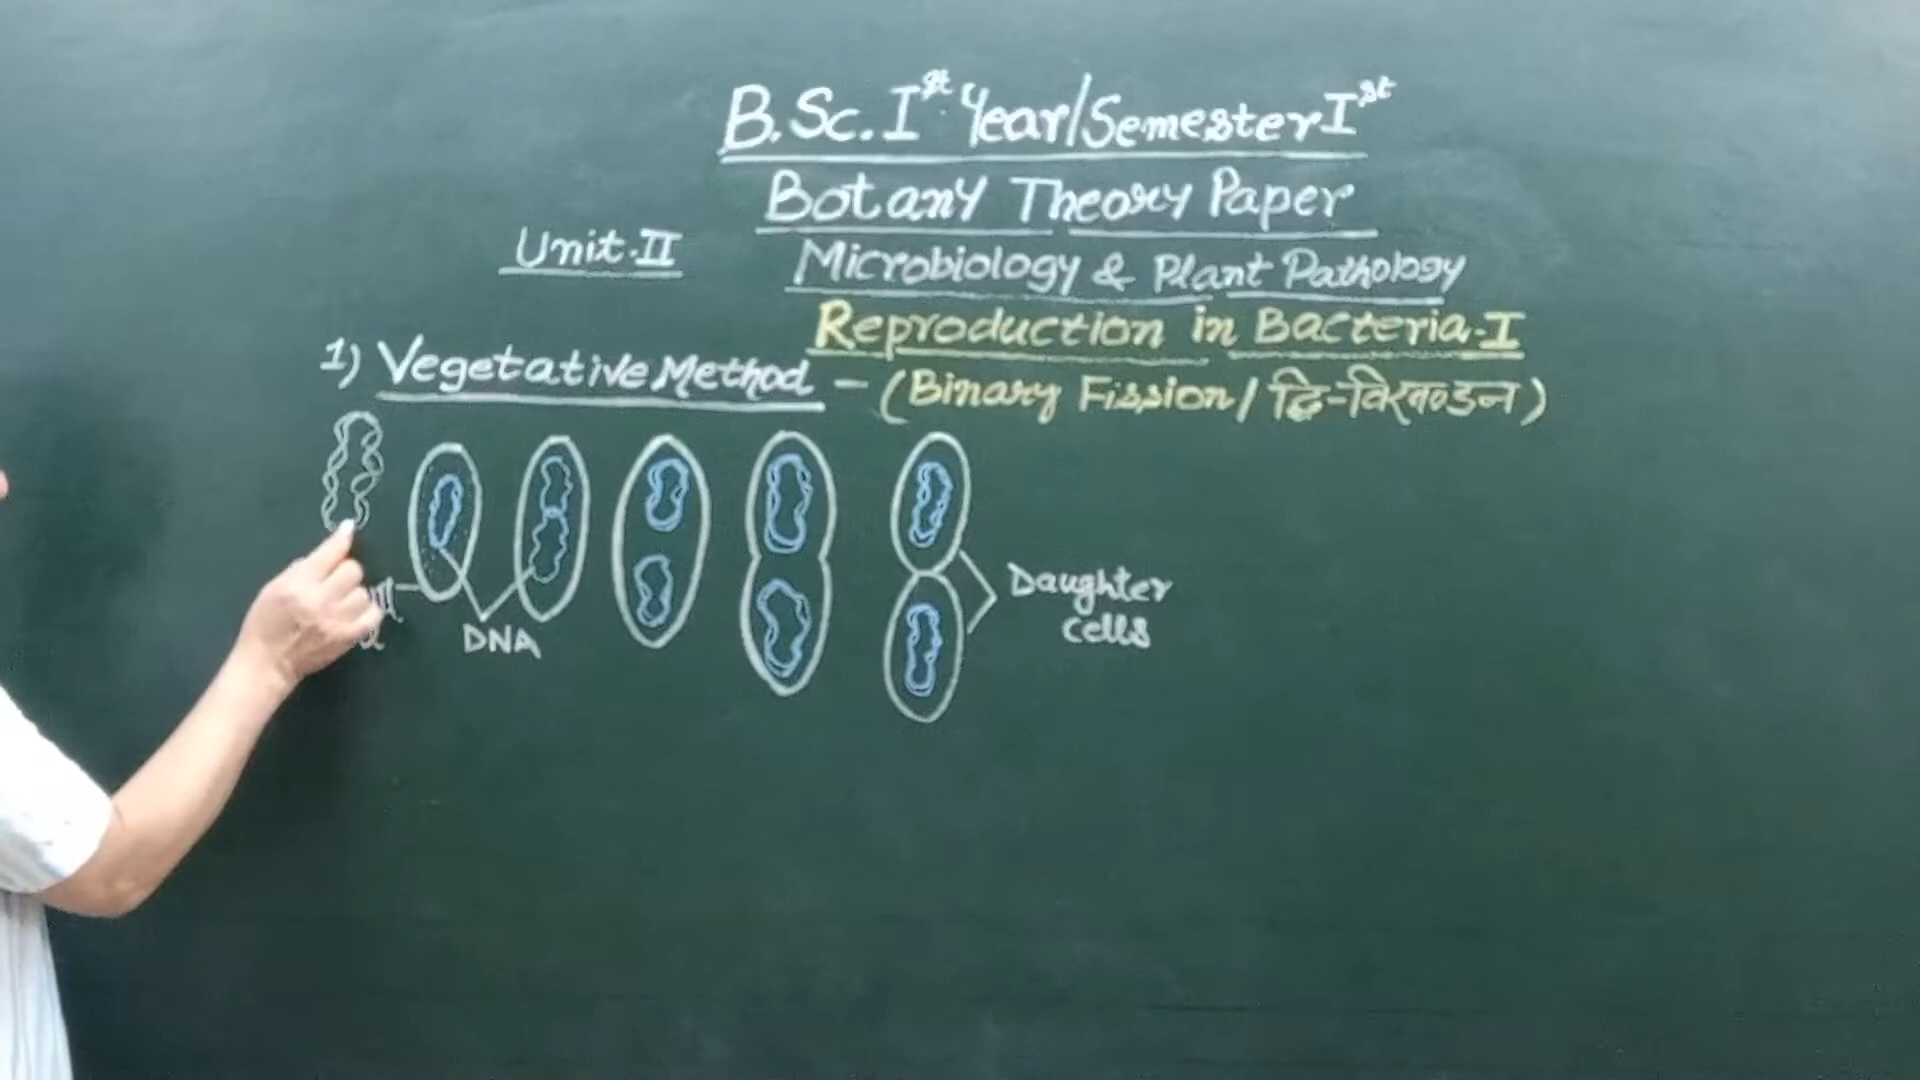 B.Sc. Ist Year/Semester Ist
Botany Theory Paper
Unit-II
Microbiology & Plant Pathology
Reproduction in Bacteria-I
1) Vegetative Method - (Binary Fission / द्वि-विखण्डन)
DNA
Daughter
Cells